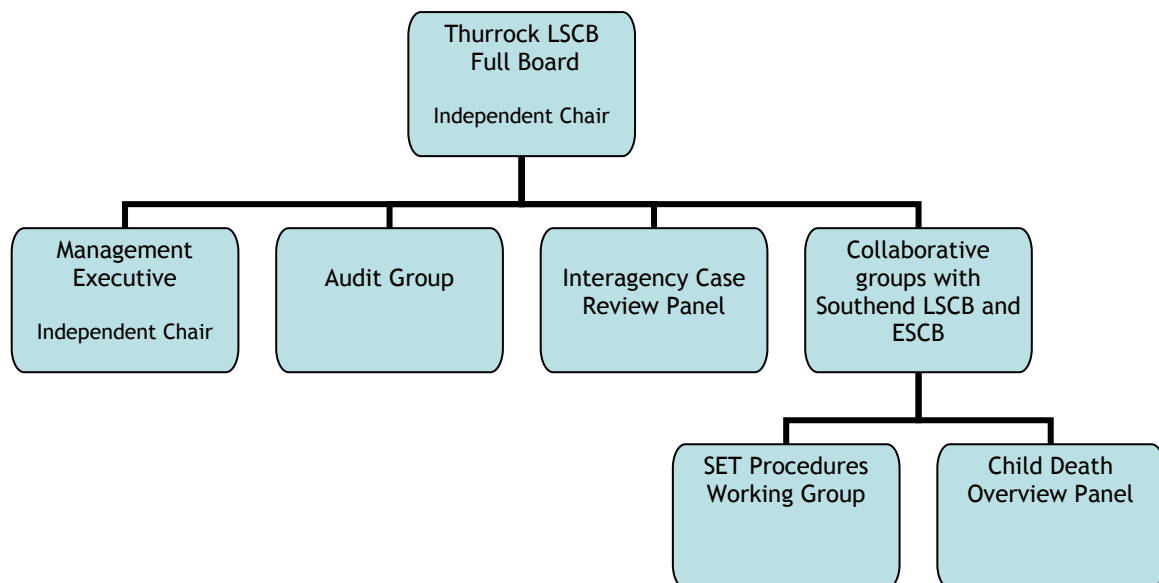 Thurrock LSCB
Full Board
Independent Chair
Management
Executive
Independent Chair
Audit Group
Interagency Case
Review Panel
Collaborative
groups with
Southend LSCB and
ESCB
SET Procedures
Working Group
Child Death
Overview Panel